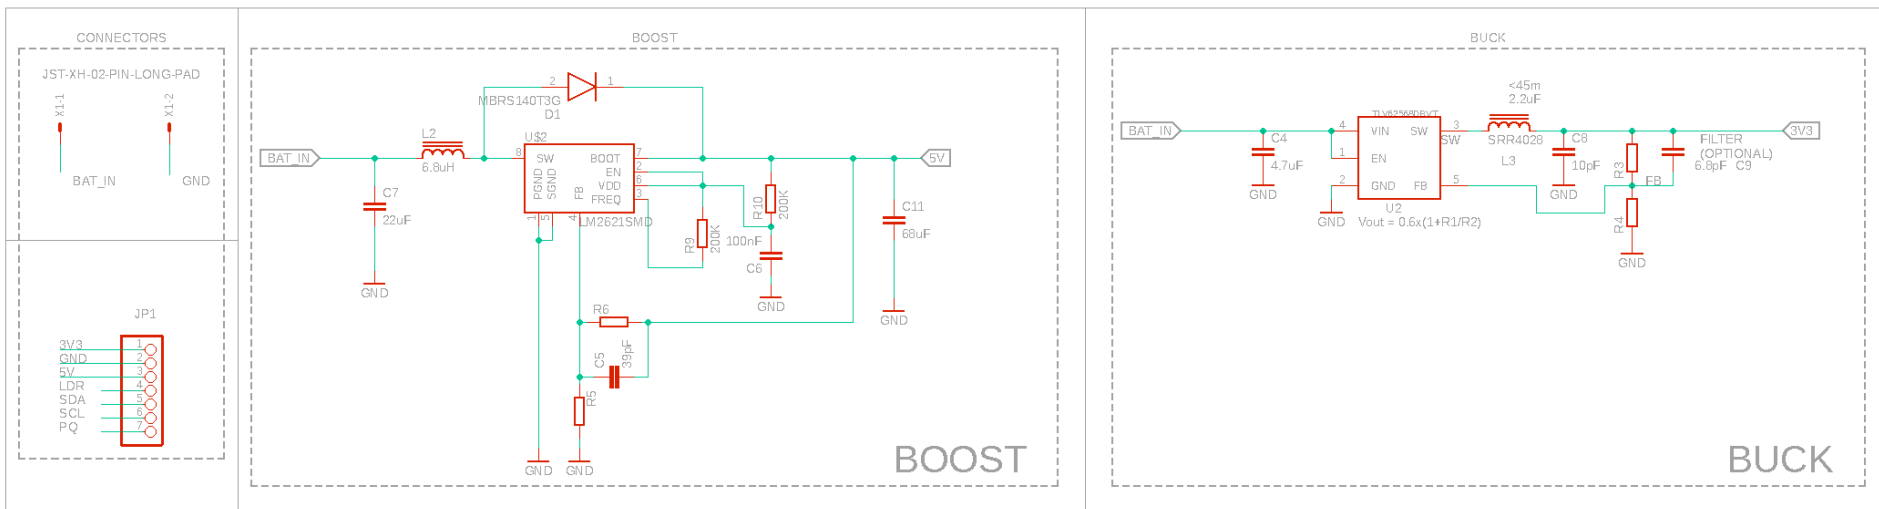 CONNECTORS
JST-XH-02-PIN-LONG-PAD
X1-1
X1-2
BAT_IN
GND
JP1
3V3 1
GND 2
5V 3
LDR 4
SDA 5
SCL 6
PQ 7
BOOST
2
1
MBRS140T3G
D1
BAT_IN
L2
6.8uH
U$2
8
SW
BOOT
7
EN
2
VDD
6
FREQ
3
PGND
SGND
FB
1
5
4
LM2621SMD
5V
C7
22uF
GND
R9
200K
R10
200K
100nF
C6
GND
C11
68uF
GND
R6
C5
39pF
R5
GND
GND
BOOST
BUCK
BAT_IN
C4
4.7uF
GND
TLV62568DBVT
4
VIN
SW
3
SW
1
EN
2
GND
FB
5
GND
U2
Vout = 0.6x(1+R1/R2)
<45m
2.2uF
SRR4028
L3
C8
10pF
GND
R3
FB
R4
GND
FILTER
(OPTIONAL)
6.8pF C9
3V3
BUCK